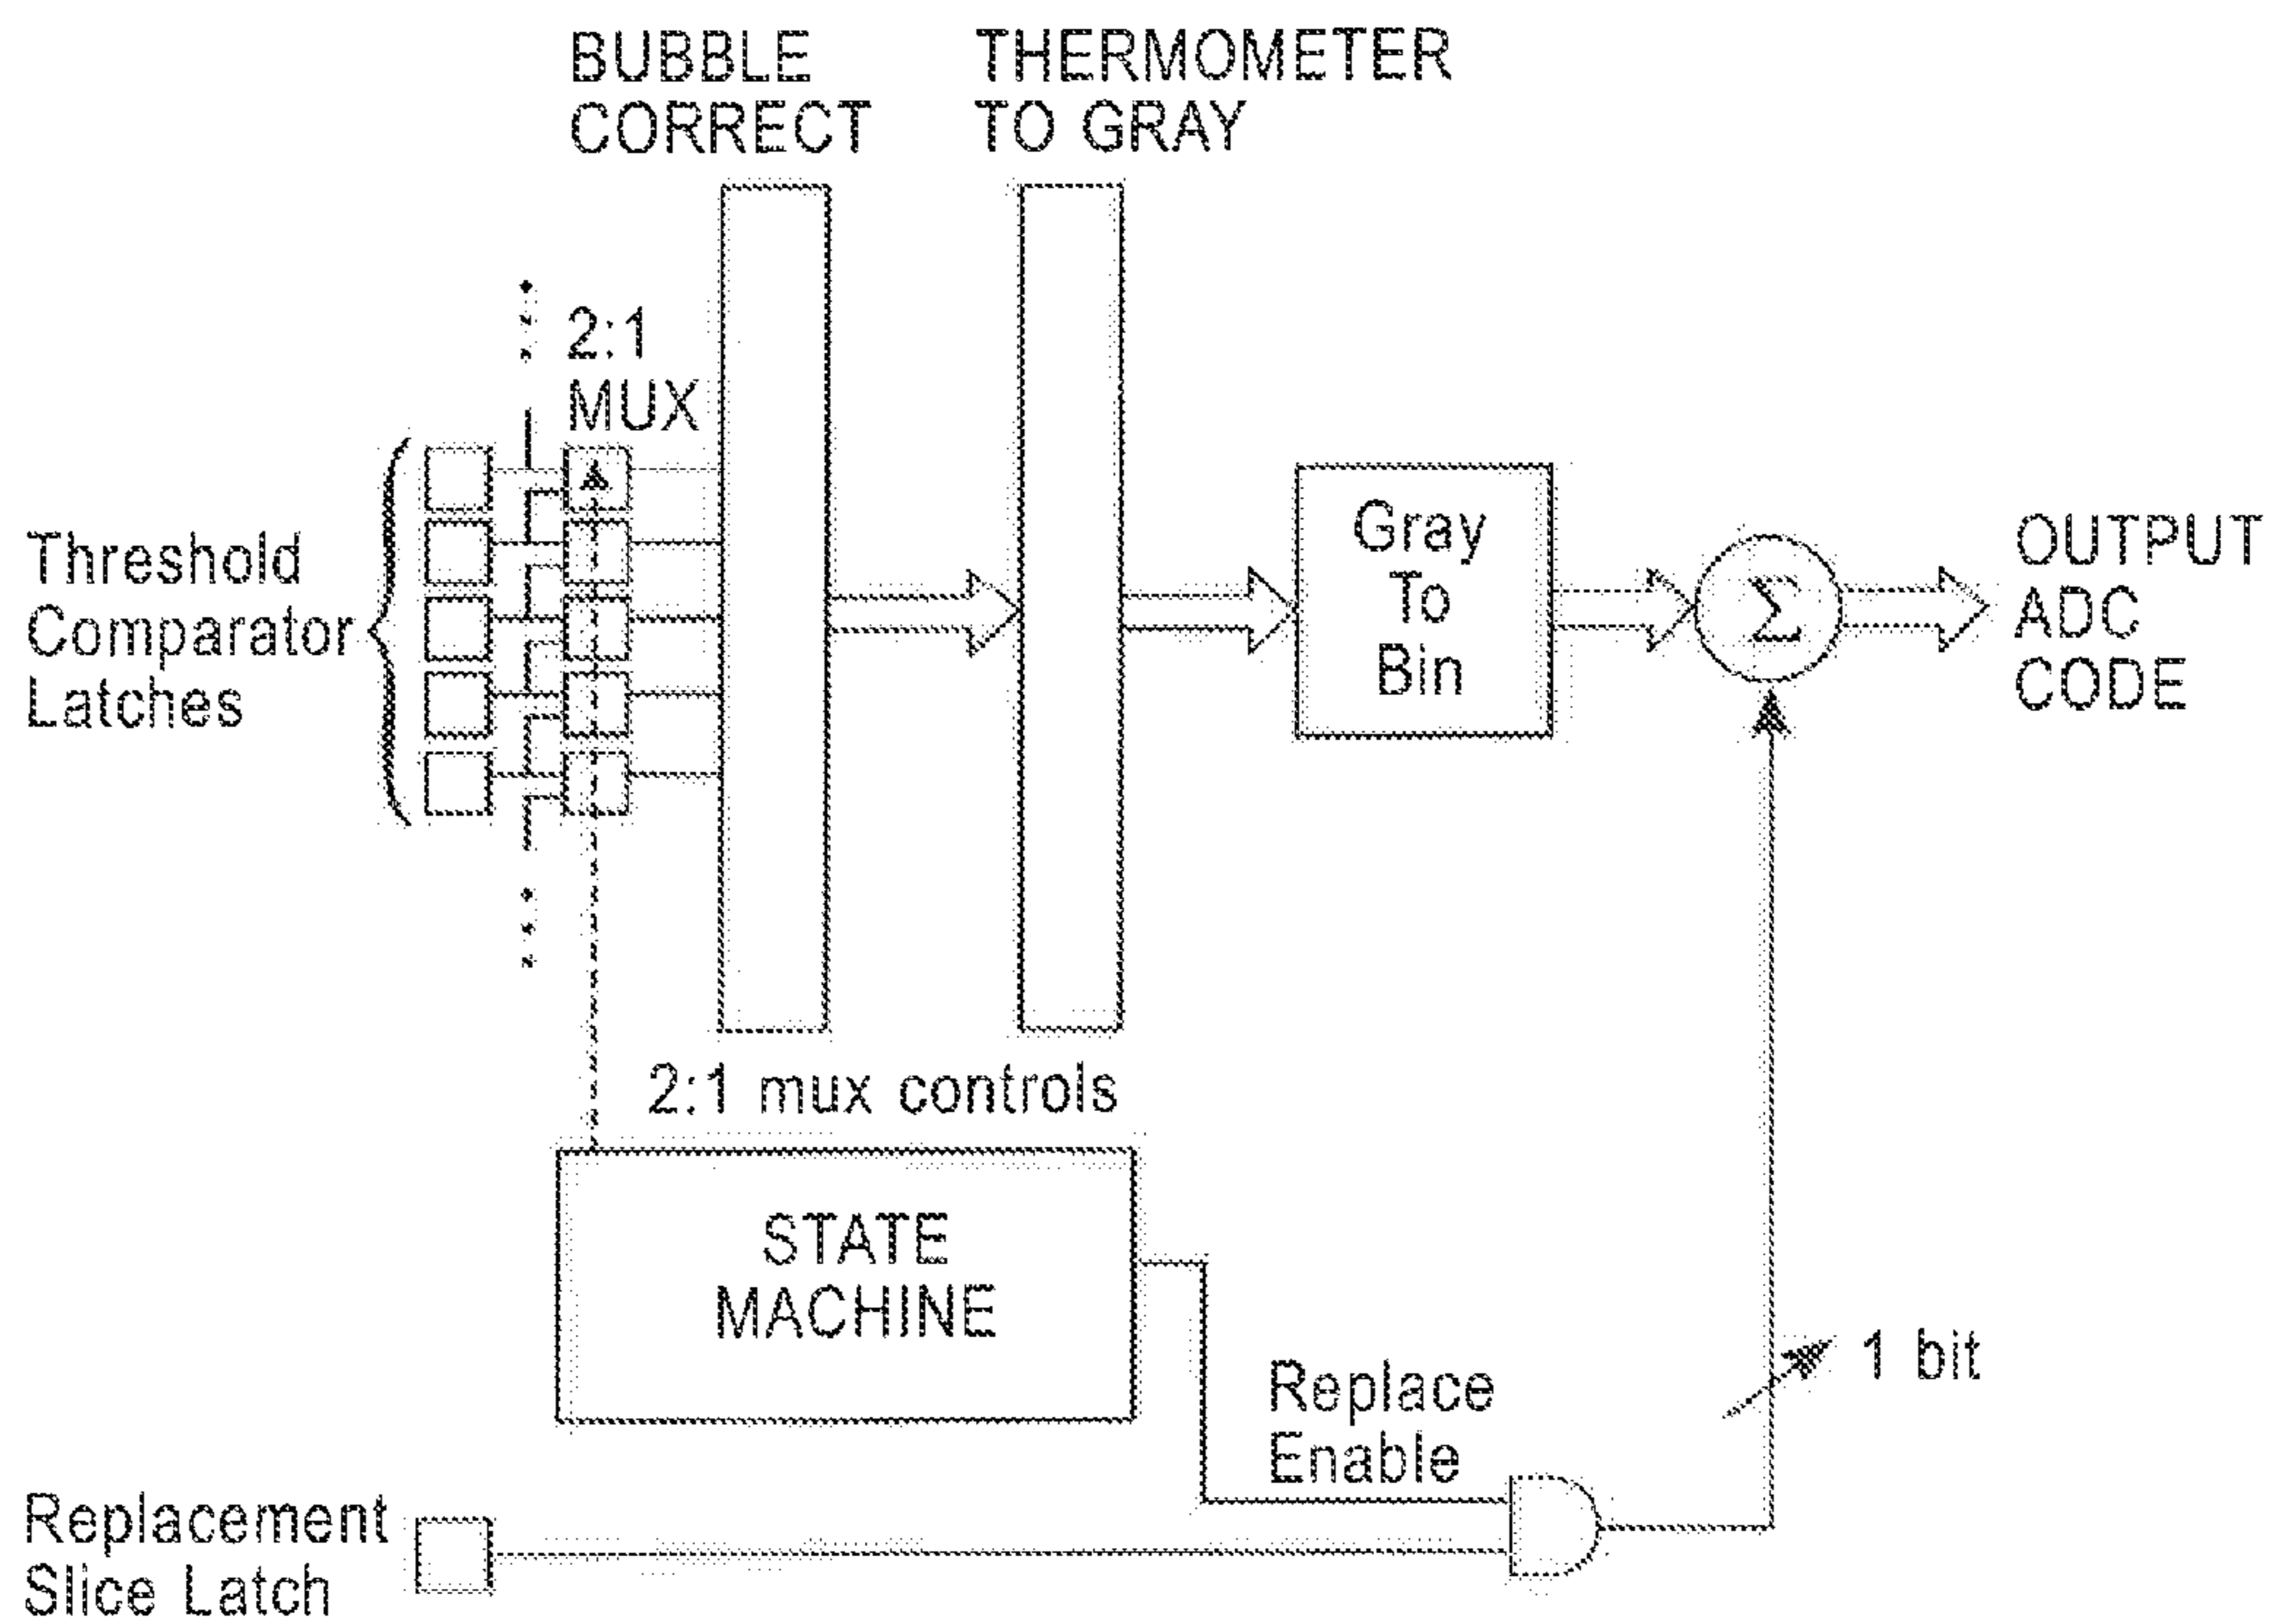 BUBBLE
CORRECT
THERMOMETER
TO GRAY
2:1
MUX
Threshold
Comparator
Latches
Gray
To
Bin
Σ
OUTPUT
ADC
CODE
2:1 mux controls
STATE
MACHINE
Replace
Enable
1 bit
Replacement
Slice Latch